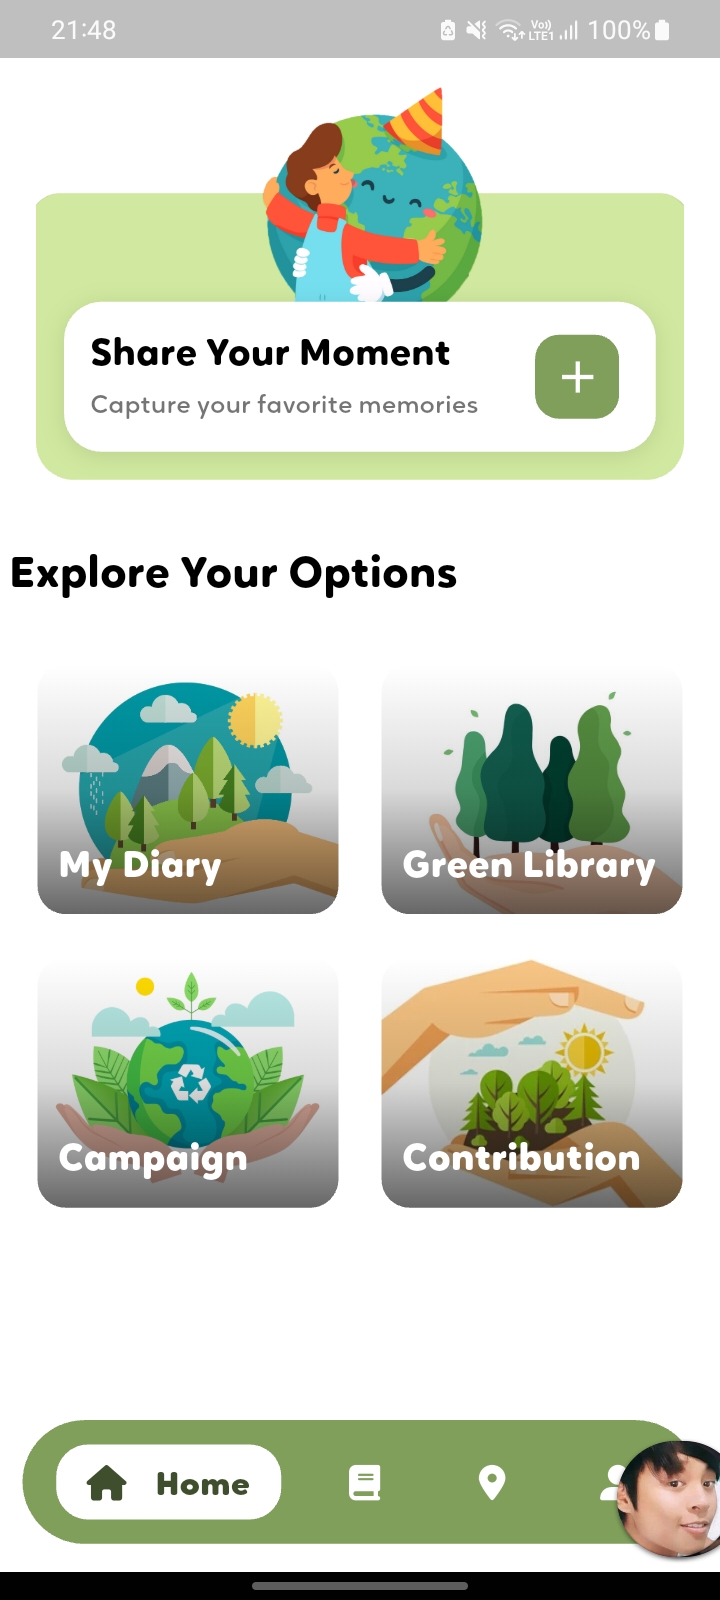 21:48
Vo)) LTE1 100%
Share Your Moment
Capture your favorite memories
Explore Your Options
My Diary
Green Library
Campaign
Contribution
Home